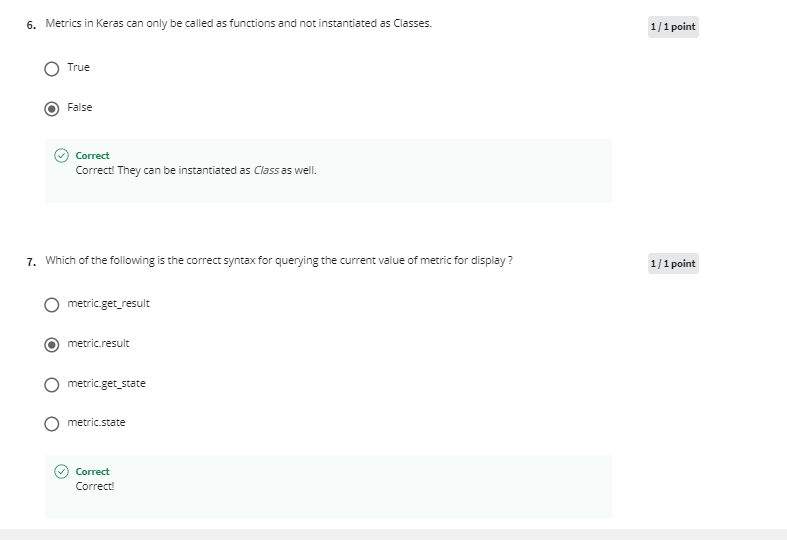 6. Metrics in Keras can only be called as functions and not instantiated as Classes.
1 / 1 point
True
False
Correct
Correct! They can be instantiated as Class as well.
7. Which of the following is the correct syntax for querying the current value of metric for display ?
1 / 1 point
metric.get_result
metric.result
metric.get_state
metric.state
Correct
Correct!